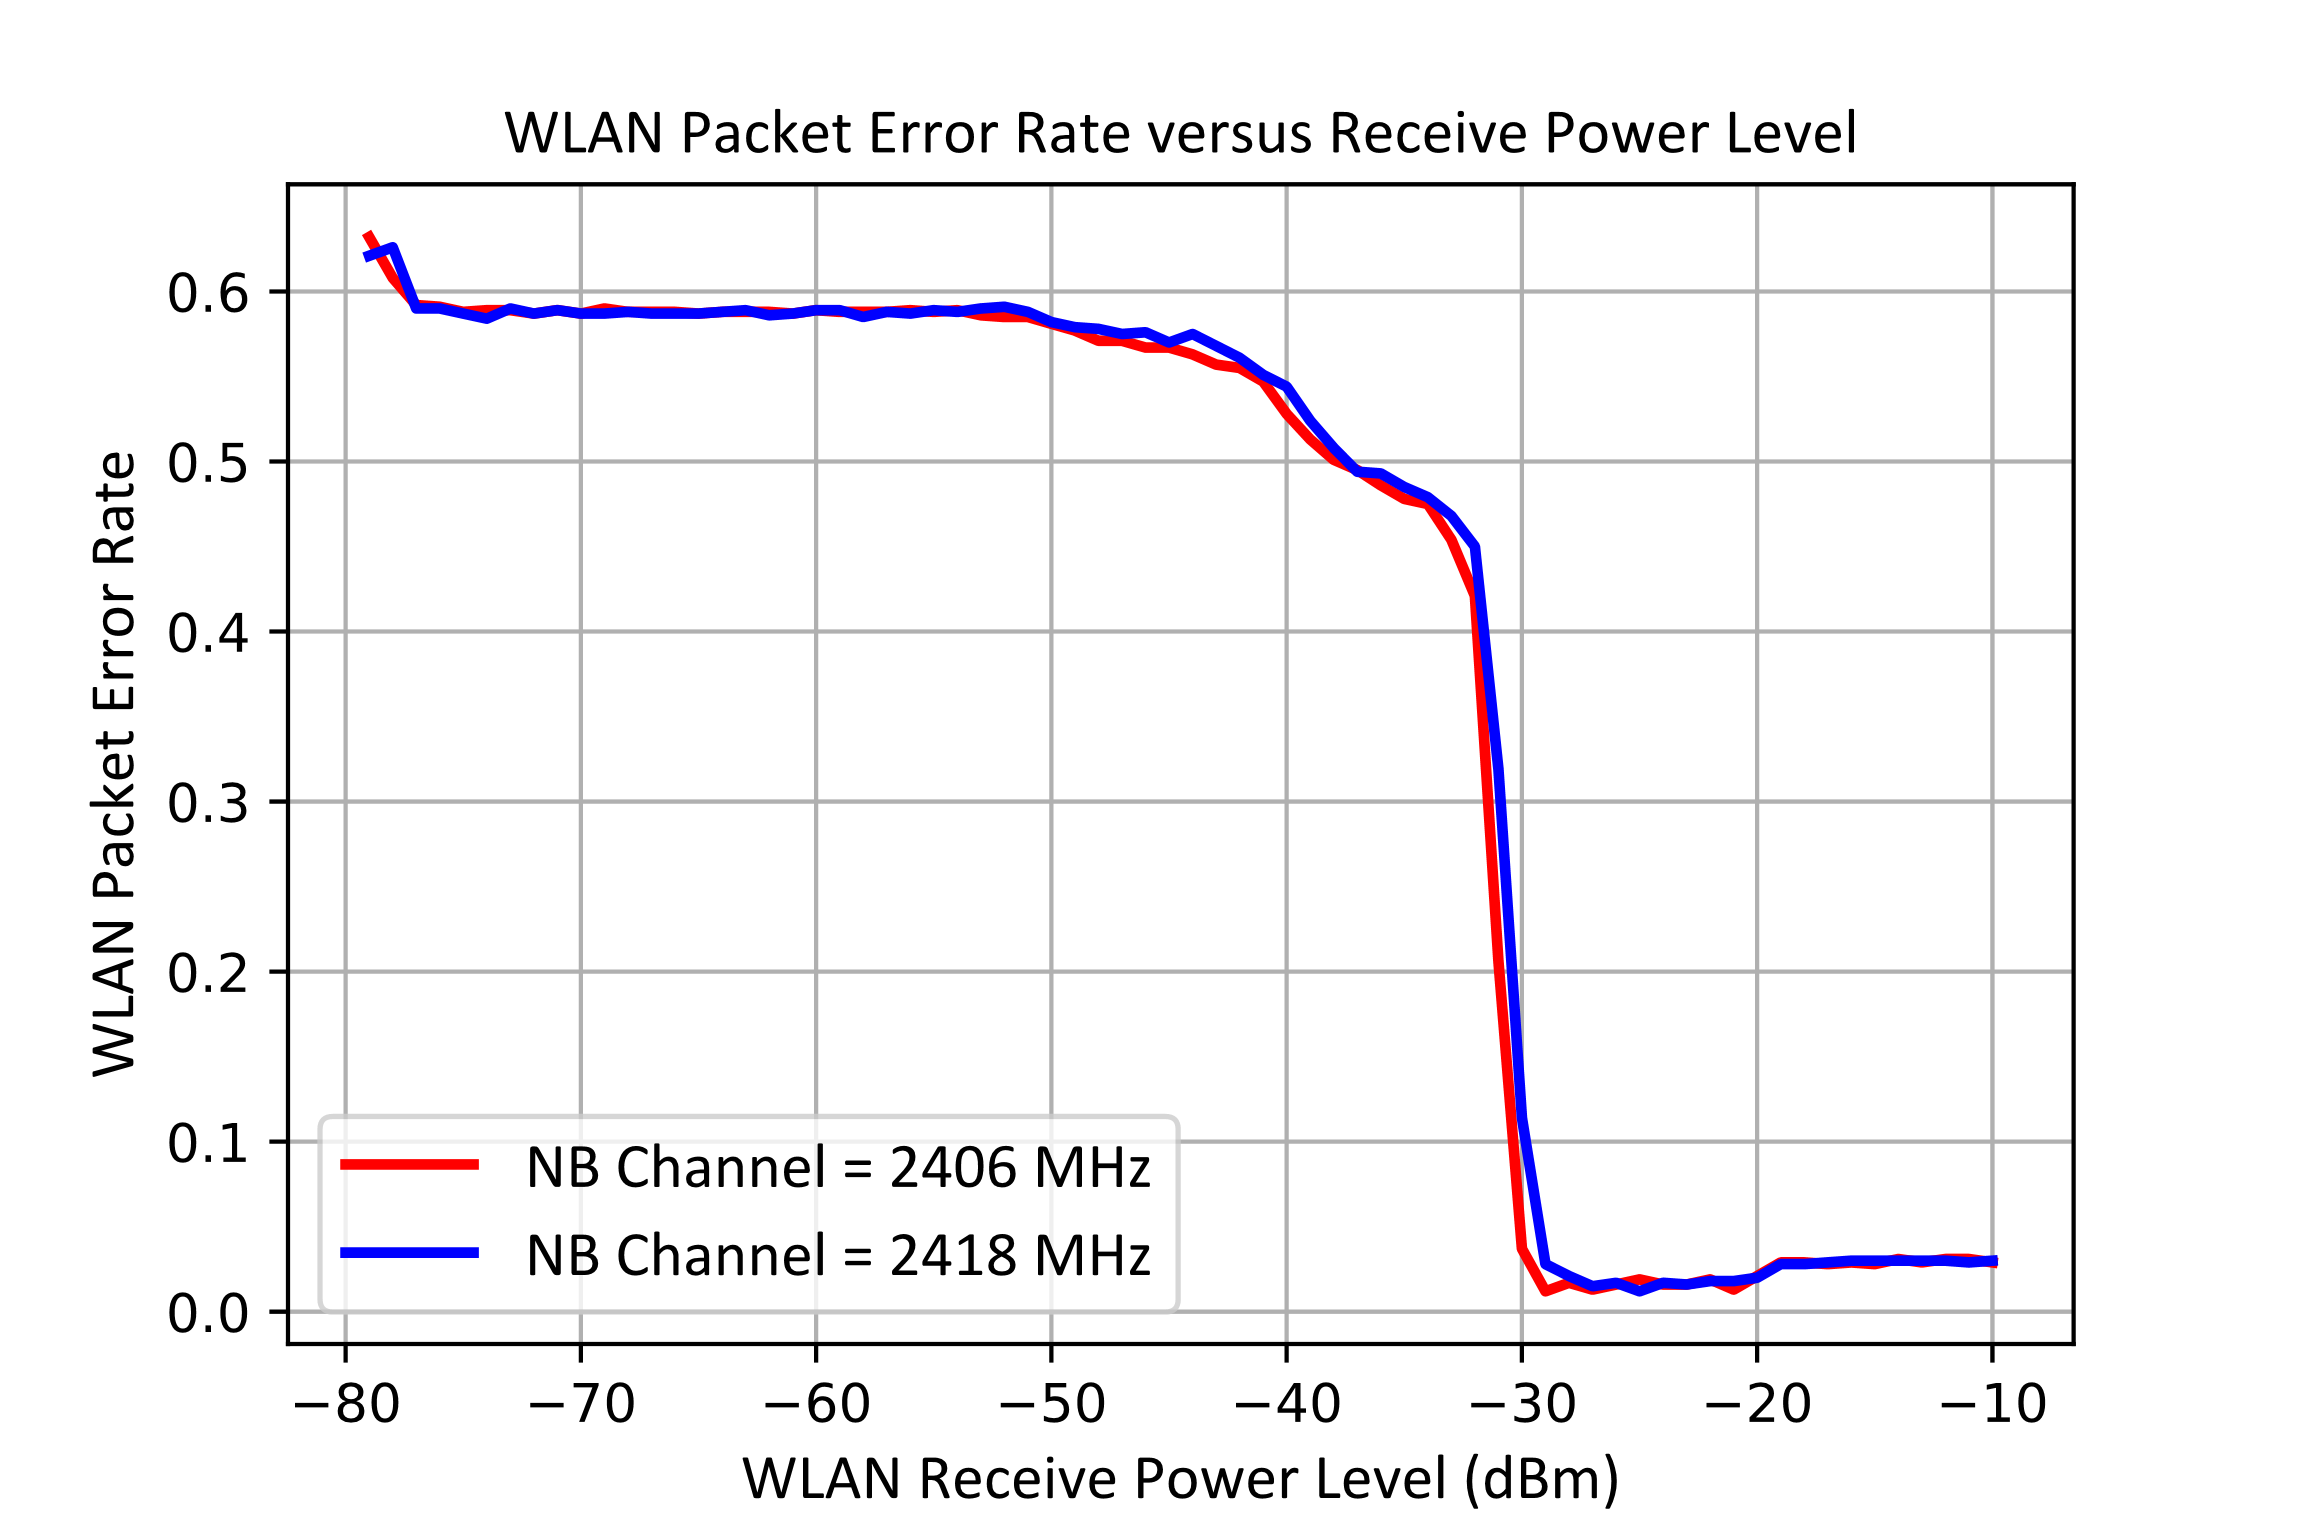 WLAN Packet Error Rate versus Receive Power Level
WLAN Packet Error Rate
0.6
0.5
0.4
0.3
0.2
0.1
0.0
NB Channel = 2406 MHz
NB Channel = 2418 MHz
−80 −70 −60 −50 −40 −30 −20 −10
WLAN Receive Power Level (dBm)